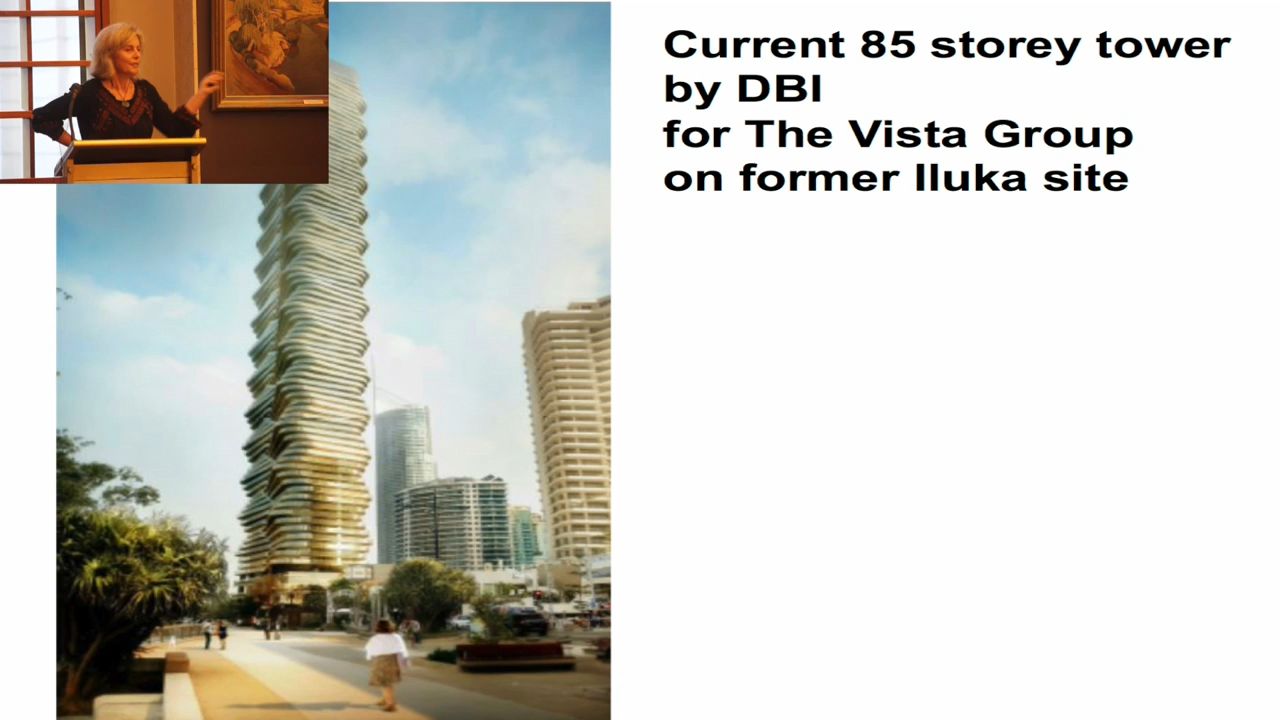 Current 85 storey tower
by DBI
for The Vista Group
on former Iluka site